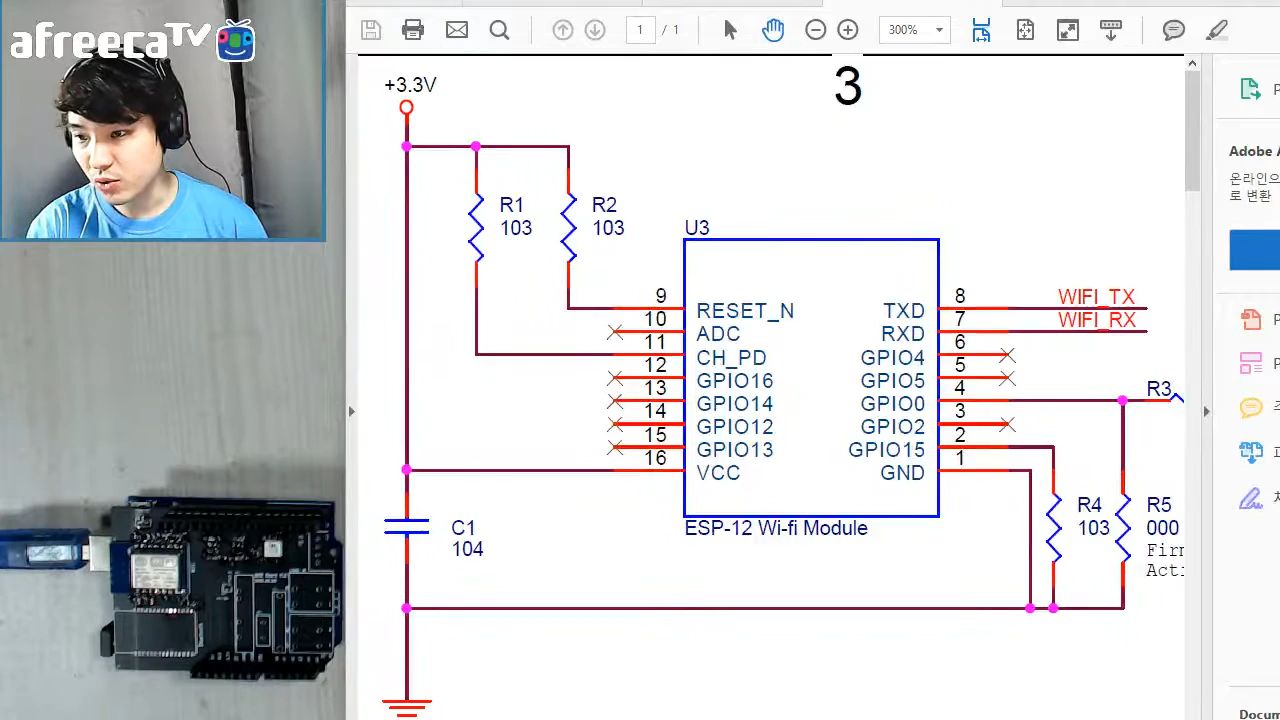 afreecaTV
1 / 1
300%
+3.3V
3
R1
103
R2
103
U3
9
10
11
12
13
14
15
16
RESET_N
ADC
CH_PD
GPIO16
GPIO14
GPIO12
GPIO13
VCC
TXD
RXD
GPIO4
GPIO5
GPIO0
GPIO2
GPIO15
GND
8
7
6
5
4
3
2
1
WIFI_TX
WIFI_RX
R3
ESP-12 Wi-fi Module
C1
104
R4
103
R5
000
Firm
Acti
Adobe A
온라인으
로 변환
P
P
Docum